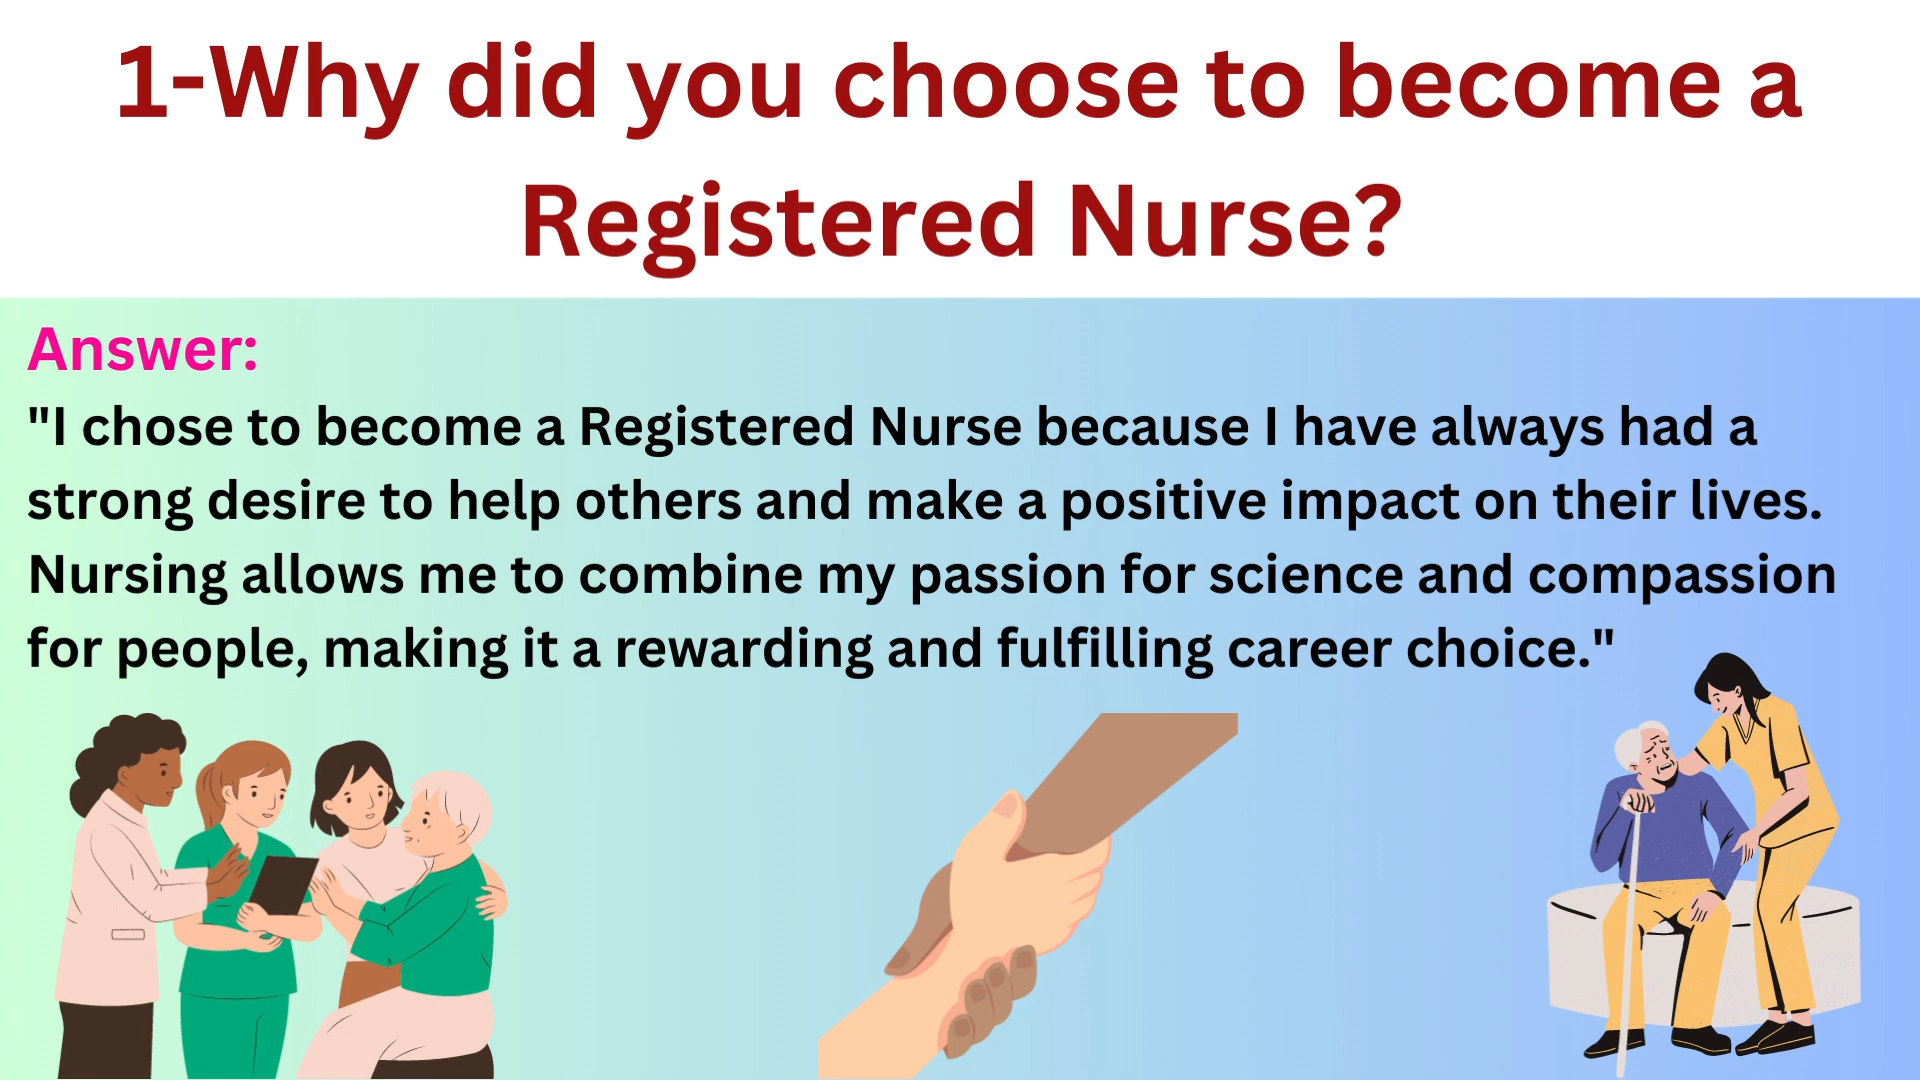 1-Why did you choose to become a
Registered Nurse?
Answer:
"I chose to become a Registered Nurse because I have always had a
strong desire to help others and make a positive impact on their lives.
Nursing allows me to combine my passion for science and compassion
for people, making it a rewarding and fulfilling career choice."